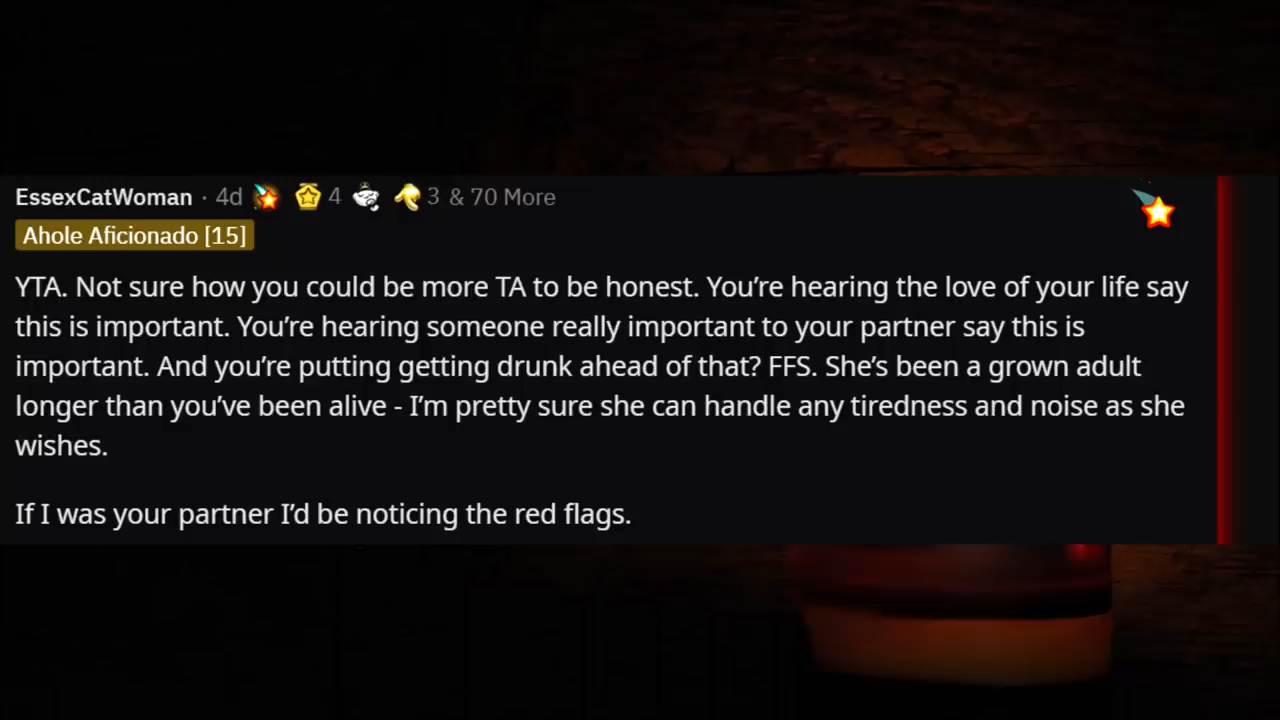 EssexCatWoman · 4d 4 3 & 70 More
Ahole Aficionado [15]
YTA. Not sure how you could be more TA to be honest. You’re hearing the love of your life say
this is important. You’re hearing someone really important to your partner say this is
important. And you’re putting getting drunk ahead of that? FFS. She’s been a grown adult
longer than you’ve been alive - I’m pretty sure she can handle any tiredness and noise as she
wishes.
If I was your partner I’d be noticing the red flags.